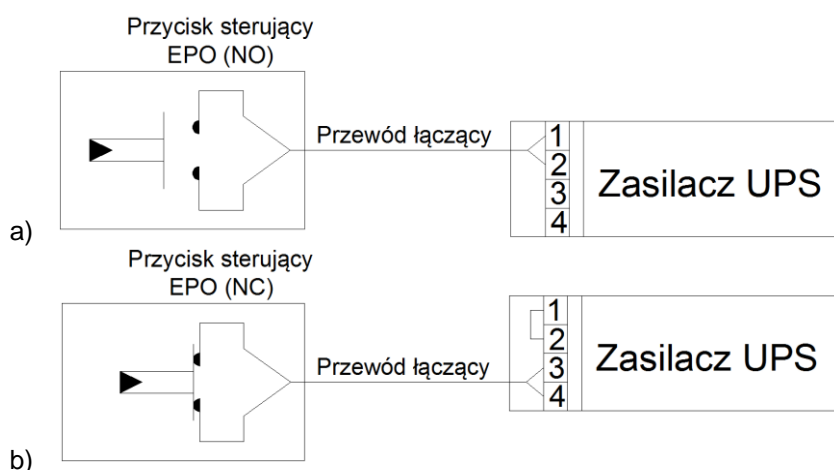 Przycisk sterujący
EPO (NO)
Przewód łączący
1
2
3
4
Zasilacz UPS
a)
Przycisk sterujący
EPO (NC)
Przewód łączący
1
2
3
4
Zasilacz UPS
b)